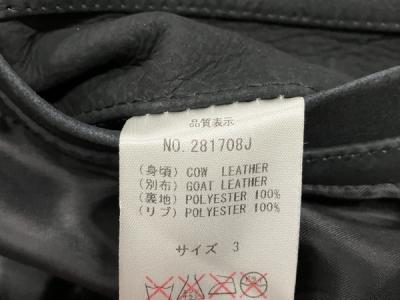 品質表示
NO.281708J
(身頃) COW LEATHER
(別布) GOAT LEATHER
(裏地) POLYESTER 100%
(リブ) POLYESTER 100%
サイズ 3